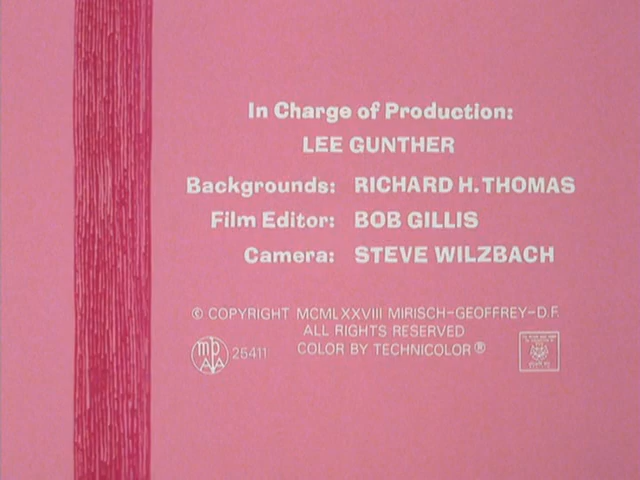 In Charge of Production:
LEE GUNTHER
Backgrounds: RICHARD H. THOMAS
Film Editor: BOB GILLIS
Camera: STEVE WILZBACH
© COPYRIGHT MCMLXXVIII MIRISCH-GEOFFREY-D.F.
ALL RIGHTS RESERVED
COLOR BY TECHNICOLOR®
mpAA 25411